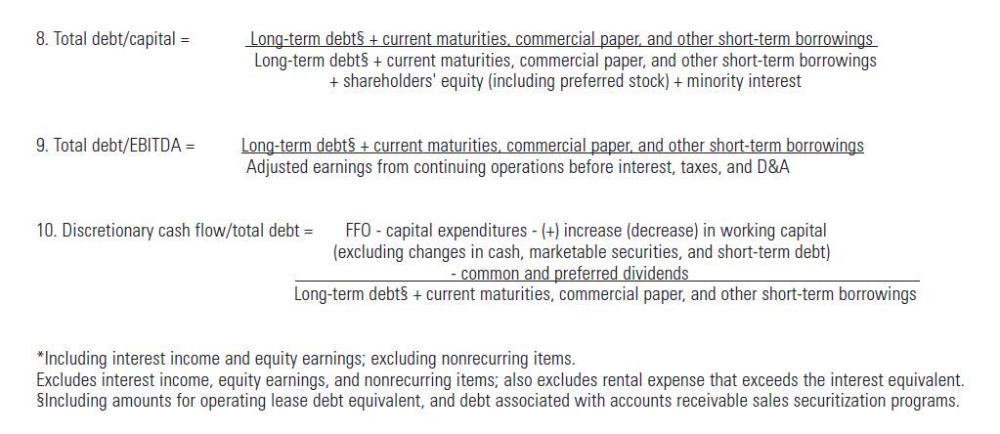 8. Total debt/capital = Long-term debt§ + current maturities, commercial paper, and other short-term borrowings
Long-term debt§ + current maturities, commercial paper, and other short-term borrowings
+ shareholders' equity (including preferred stock) + minority interest
9. Total debt/EBITDA = Long-term debt§ + current maturities, commercial paper, and other short-term borrowings
Adjusted earnings from continuing operations before interest, taxes, and D&A
10. Discretionary cash flow/total debt = FFO - capital expenditures - (+) increase (decrease) in working capital
(excluding changes in cash, marketable securities, and short-term debt)
- common and preferred dividends
Long-term debt§ + current maturities, commercial paper, and other short-term borrowings
*Including interest income and equity earnings; excluding nonrecurring items.
Excludes interest income, equity earnings, and nonrecurring items; also excludes rental expense that exceeds the interest equivalent.
§Including amounts for operating lease debt equivalent, and debt associated with accounts receivable sales securitization programs.